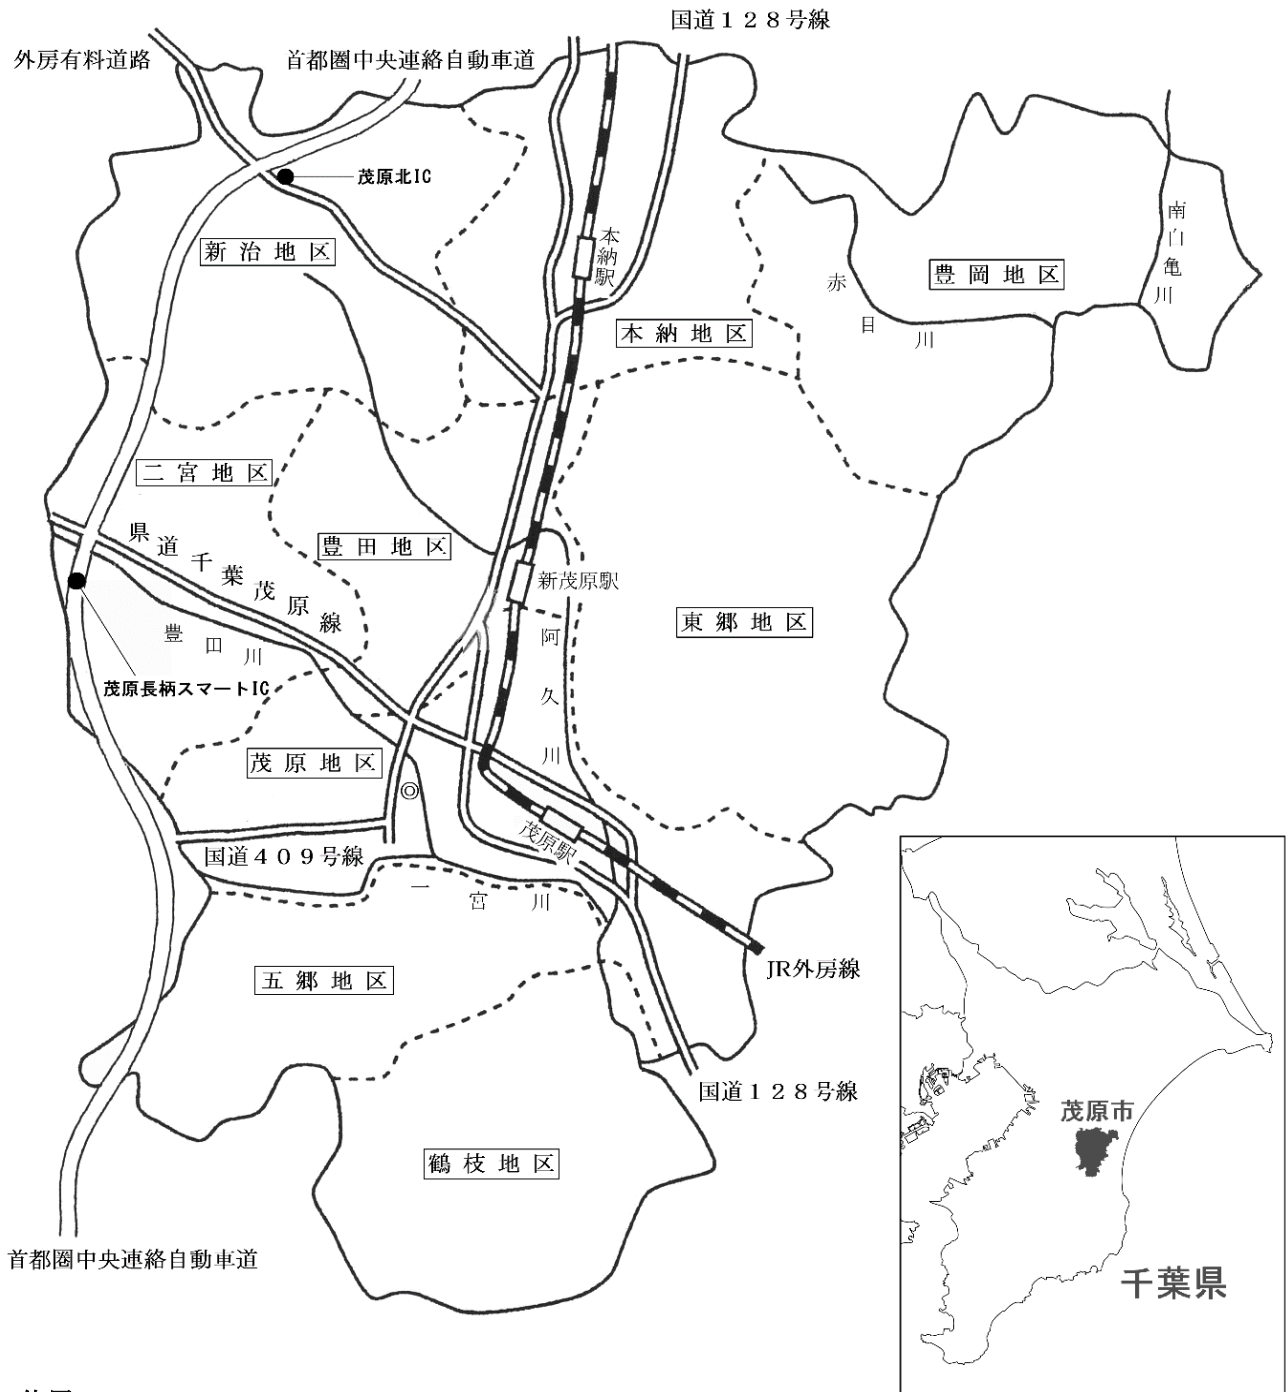 国道１２８号線
外房有料道路
首都圏中央連絡自動車道
茂原北IC
新治地区
本納駅
南白亀川
豊岡地区
赤目川
本納地区
二宮地区
県道千葉茂原線
豊田地区
新茂原駅
東郷地区
豊田川
阿久川
茂原長柄スマートIC
茂原地区
茂原駅
国道４０９号線
一宮川
JR外房線
五郷地区
国道１２８号線
茂原市
鶴枝地区
首都圏中央連絡自動車道
千葉県